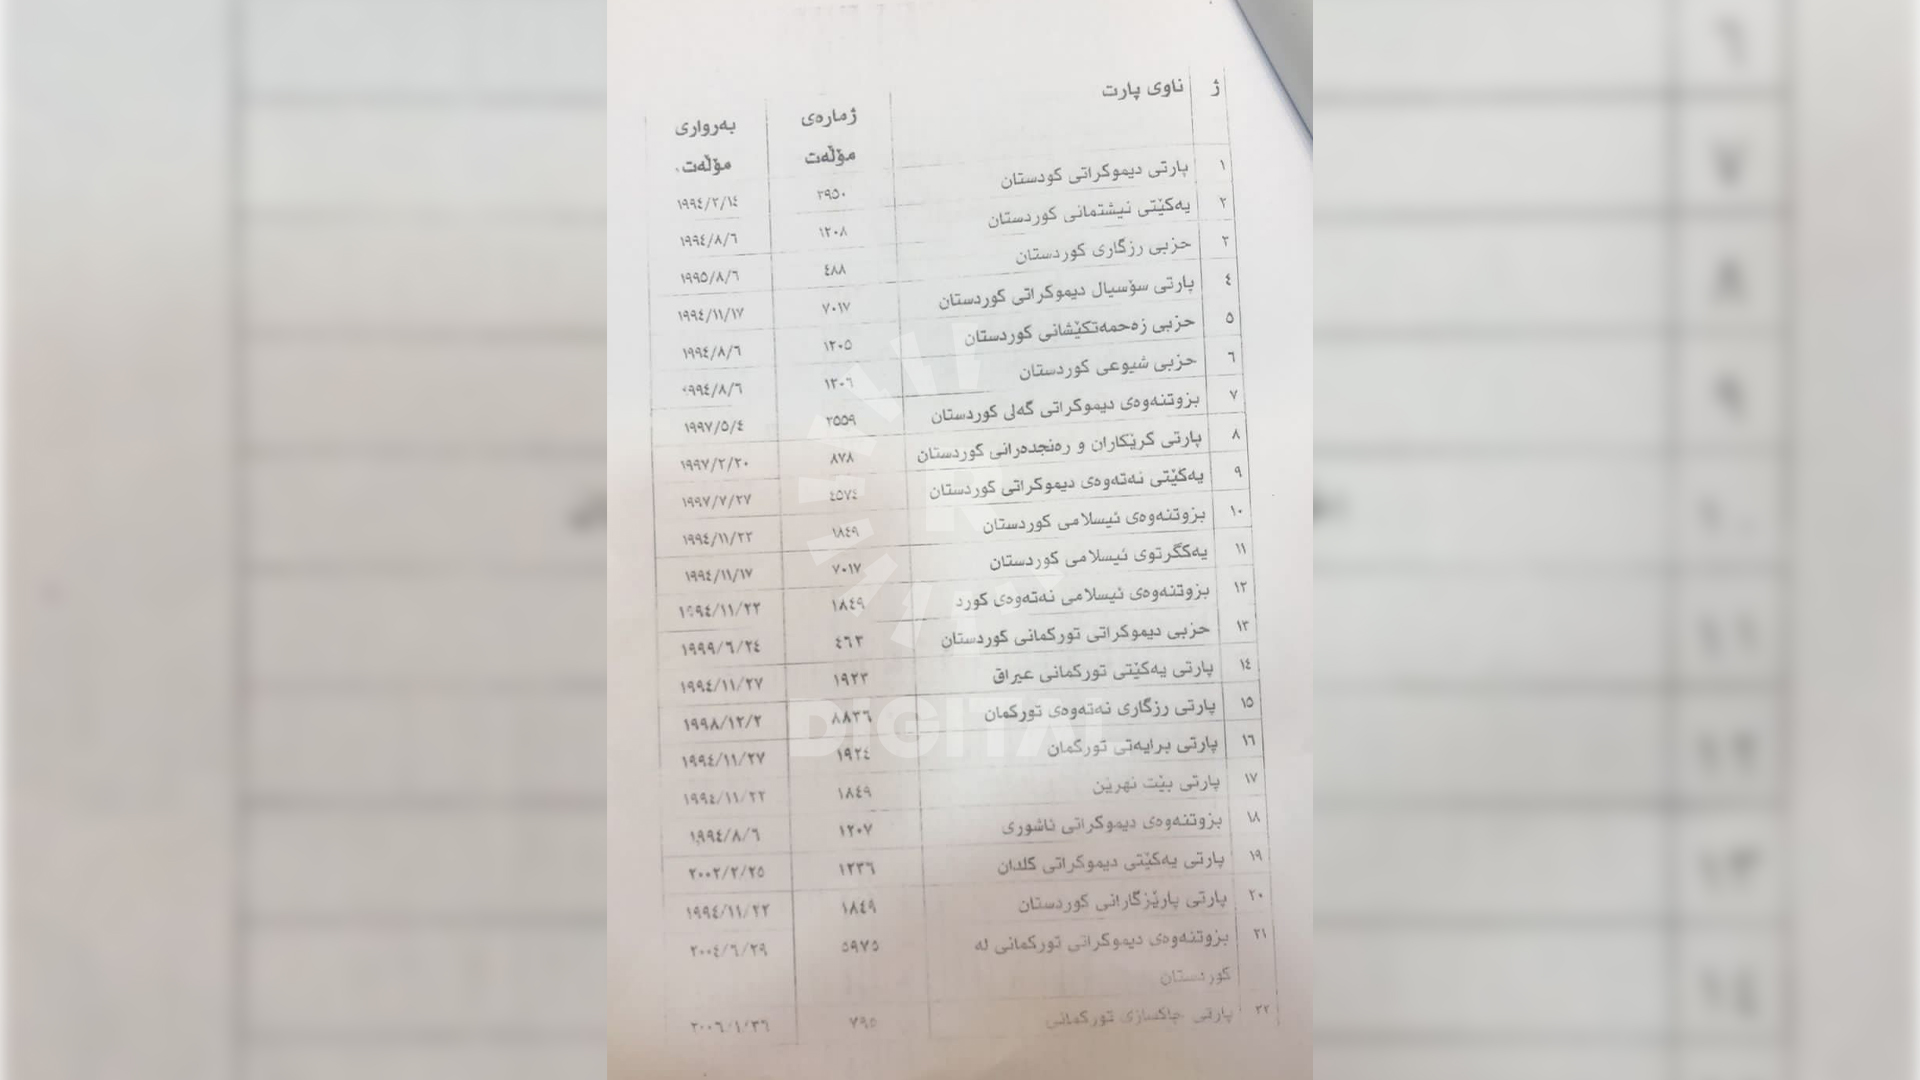 ژ ناوی پارت ژمارەی مۆڵەت بەرواری مۆڵەت
١ پارتی دیموکراتی کودستان ٣٩٥٠ ١٩٩٤/٢/١٤
٢ یەکێتی نیشتمانی کوردستان ١٢٠٨ ١٩٩٤/٨/٦
٣ حزبی رزگاری کوردستان ٤٨٨ ١٩٩٥/٨/٦
٤ پارتی سۆسیال دیموکراتی کوردستان ٧٠١٧ ١٩٩٤/١١/١٧
٥ حزبی زەحمەتکێشانی کوردستان ١٢٠٥ ١٩٩٤/٨/٦
٦ حزبی شیوعی کوردستان ١٢٠٦ ١٩٩٤/٨/٦
٧ بزوتنەوەی دیموکراتی گەلی کوردستان ٢٥٥٩ ١٩٩٧/٥/٤
٨ پارتی کرێکاران و رەنجدەرانی کوردستان ٨٧٨ ١٩٩٧/٢/٢٠
٩ یەکێتی نەتەوەی دیموکراتی کوردستان ٤٥٧٤ ١٩٩٧/٧/٢٧
١٠ بزوتنەوەی ئیسلامی کوردستان ١٨٤٩ ١٩٩٤/١١/٢٢
١١ یەکگرتوی ئیسلامی کوردستان ٧٠١٧ ١٩٩٤/١١/١٧
١٢ بزوتنەوەی ئیسلامی نەتەوەی کورد ١٨٤٩ ١٩٩٤/١١/٢٢
١٣ حزبی دیموکراتی تورکمانی کوردستان ٤٦٣ ١٩٩٩/٦/٢٤
١٤ پارتی یەکێتی تورکمانی عیراق ١٩٢٣ ١٩٩٤/١١/٢٧
١٥ پارتی رزگاری نەتەوەی تورکمان ٨٨٣٦ ١٩٩٨/١٢/٢
١٦ پارتی برایەتی تورکمان ١٩٢٤ ١٩٩٤/١١/٢٧
١٧ پارتی بێت نهرێن ١٨٤٩ ١٩٩٤/١١/٢٢
١٨ بزوتنەوەی دیموکراتی ئاشوری ١٢٠٧ ١٩٩٤/٨/٦
١٩ پارتی یەکێتی دیموکراتی کلدان ١٢٣٦ ٢٠٠٢/٢/٢٥
٢٠ پارتی پارێزگارانی کوردستان ١٨٤٩ ١٩٩٤/١١/٢٢
٢١ بزوتنەوەی دیموکراتی تورکمانی لە ٥٩٧٥ ٢٠٠٤/٦/٢٩
کوردستان
٢٢ پارتی چاکسازی تورکمانی ٧٩٥ ٢٠٠٦/١/٣٦
DIGITAL